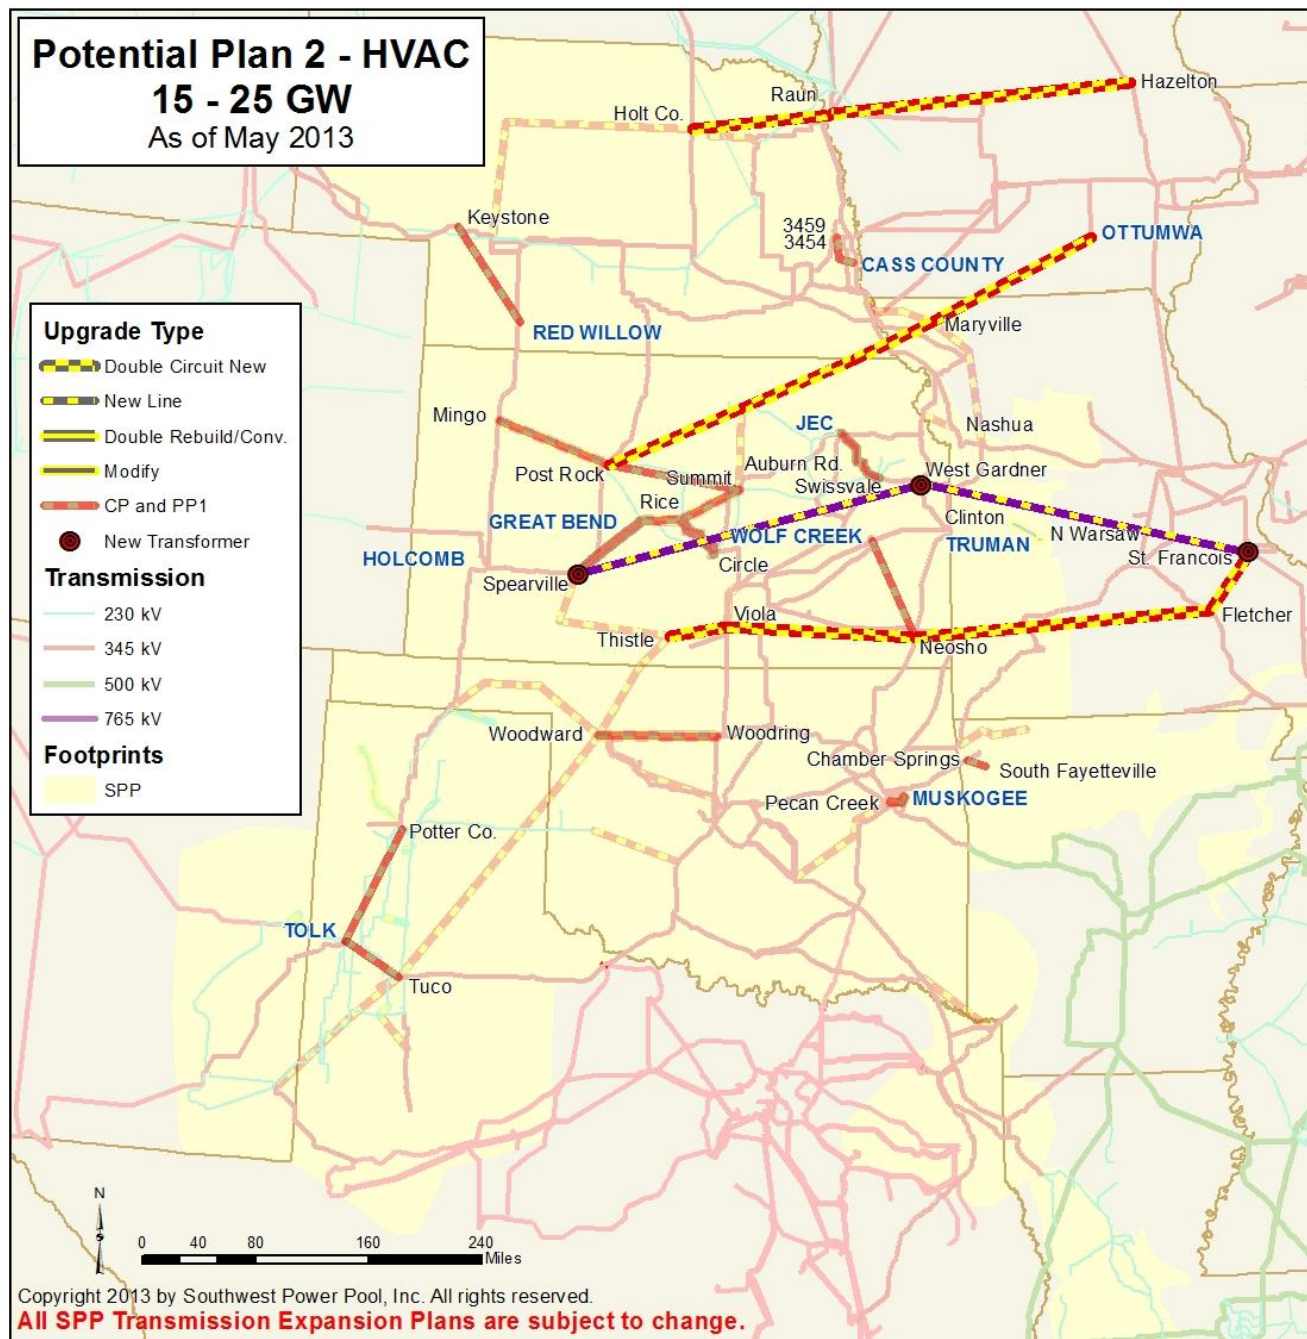 Potential Plan 2 - HVAC
15 - 25 GW
As of May 2013
Hazelton
Raun
Holt Co.
Keystone
3459
3454
OTTUMWA
CASS COUNTY
RED WILLOW
Maryville
Upgrade Type
Double Circuit New
New Line
Double Rebuild/Conv.
Modify
CP and PP1
New Transformer
Transmission
230 kV
345 kV
500 kV
765 kV
Footprints
SPP
Mingo
JEC
Nashua
Post Rock
Summit
Auburn Rd.
West Gardner
Swissvale
Rice
GREAT BEND
WOLF CREEK
Clinton
N Warsaw
HOLCOMB
TRUMAN
St. Francois
Circle
Spearville
Viola
Fletcher
Thistle
Neosho
Woodward
Woodring
Chamber Springs
South Fayetteville
Pecan Creek
MUSKOGEE
Potter Co.
TOLK
Tuco
N
S
0 40 80 160 240
Miles
Copyright 2013 by Southwest Power Pool, Inc. All rights reserved.
All SPP Transmission Expansion Plans are subject to change.